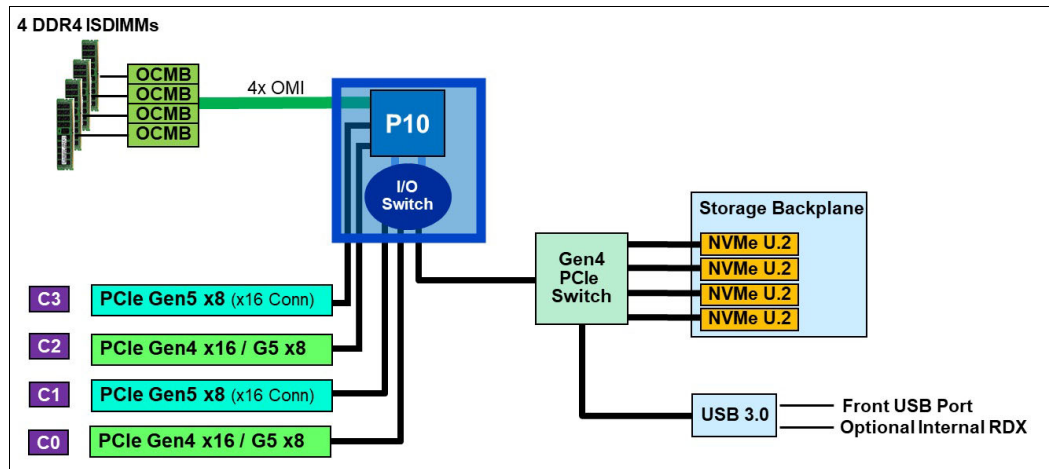 4 DDR4 ISDIMMs
OCMB
OCMB
OCMB
OCMB
4x OMI
P10
I/O
Switch
Storage Backplane
NVMe U.2
NVMe U.2
NVMe U.2
NVMe U.2
Gen4
PCIe
Switch
C3
PCIe Gen5 x8 (x16 Conn)
C2
PCIe Gen4 x16 / G5 x8
C1
PCIe Gen5 x8 (x16 Conn)
C0
PCIe Gen4 x16 / G5 x8
USB 3.0
Front USB Port
Optional Internal RDX